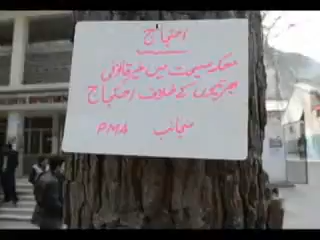 احتجاج
محکمہ صحت میں غیر قانونی
بھرتیوں کے خلاف احتجاج
منجانب PMA